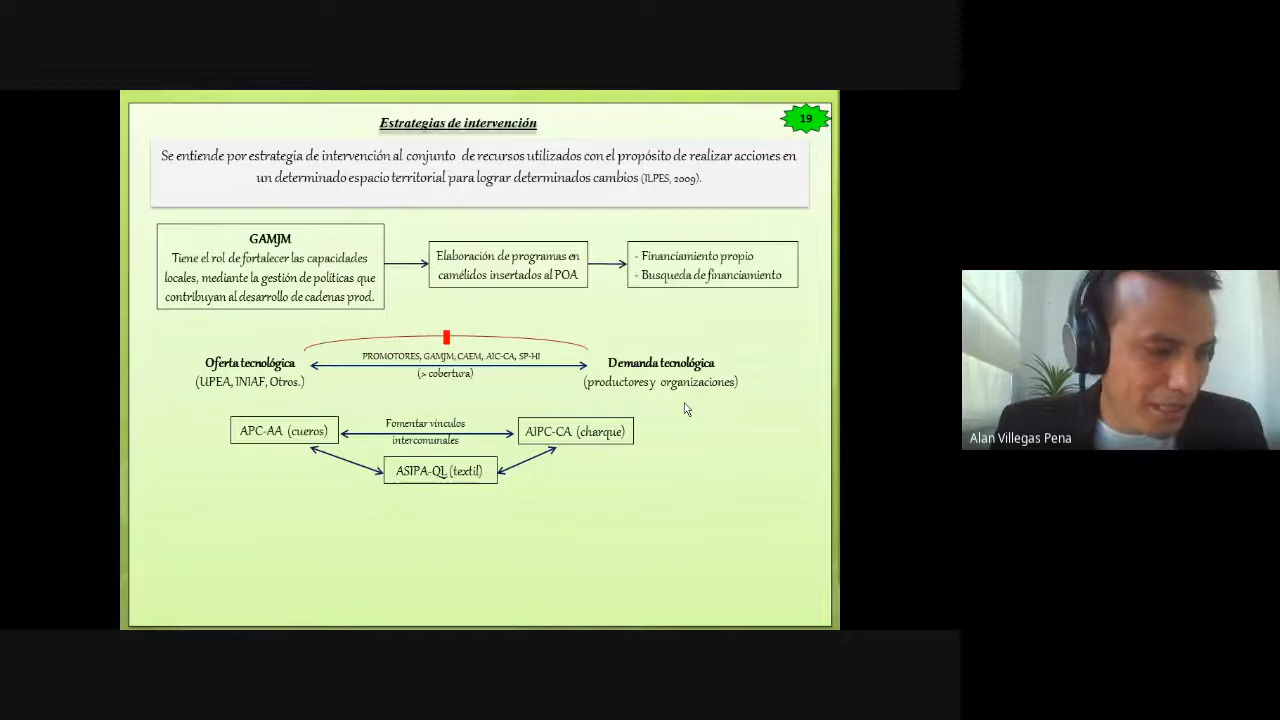 Estrategias de intervención
19
Se entiende por estrategia de intervención al conjunto de recursos utilizados con el propósito de realizar acciones en
un determinado espacio territorial para lograr determinados cambios (ILPES, 2009).
GAMJM
Tiene el rol de fortalecer las capacidades
locales, mediante la gestión de políticas que
contribuyan al desarrollo de cadenas prod.
Elaboración de programas en
camélidos insertados al POA
- Financiamiento propio
- Busqueda de financiamiento
Oferta tecnológica
(UPEA, INIAF, Otros.)
PROMOTORES, GAMJM, CAEM, AIC-CA, SP-HI
(> cobertura)
Demanda tecnológica
(productores y organizaciones)
APC-AA (cueros)
Fomentar vínculos
intercomunales
AIPC-CA (charque)
ASIPA-QL (textil)
Alan Villegas Pena